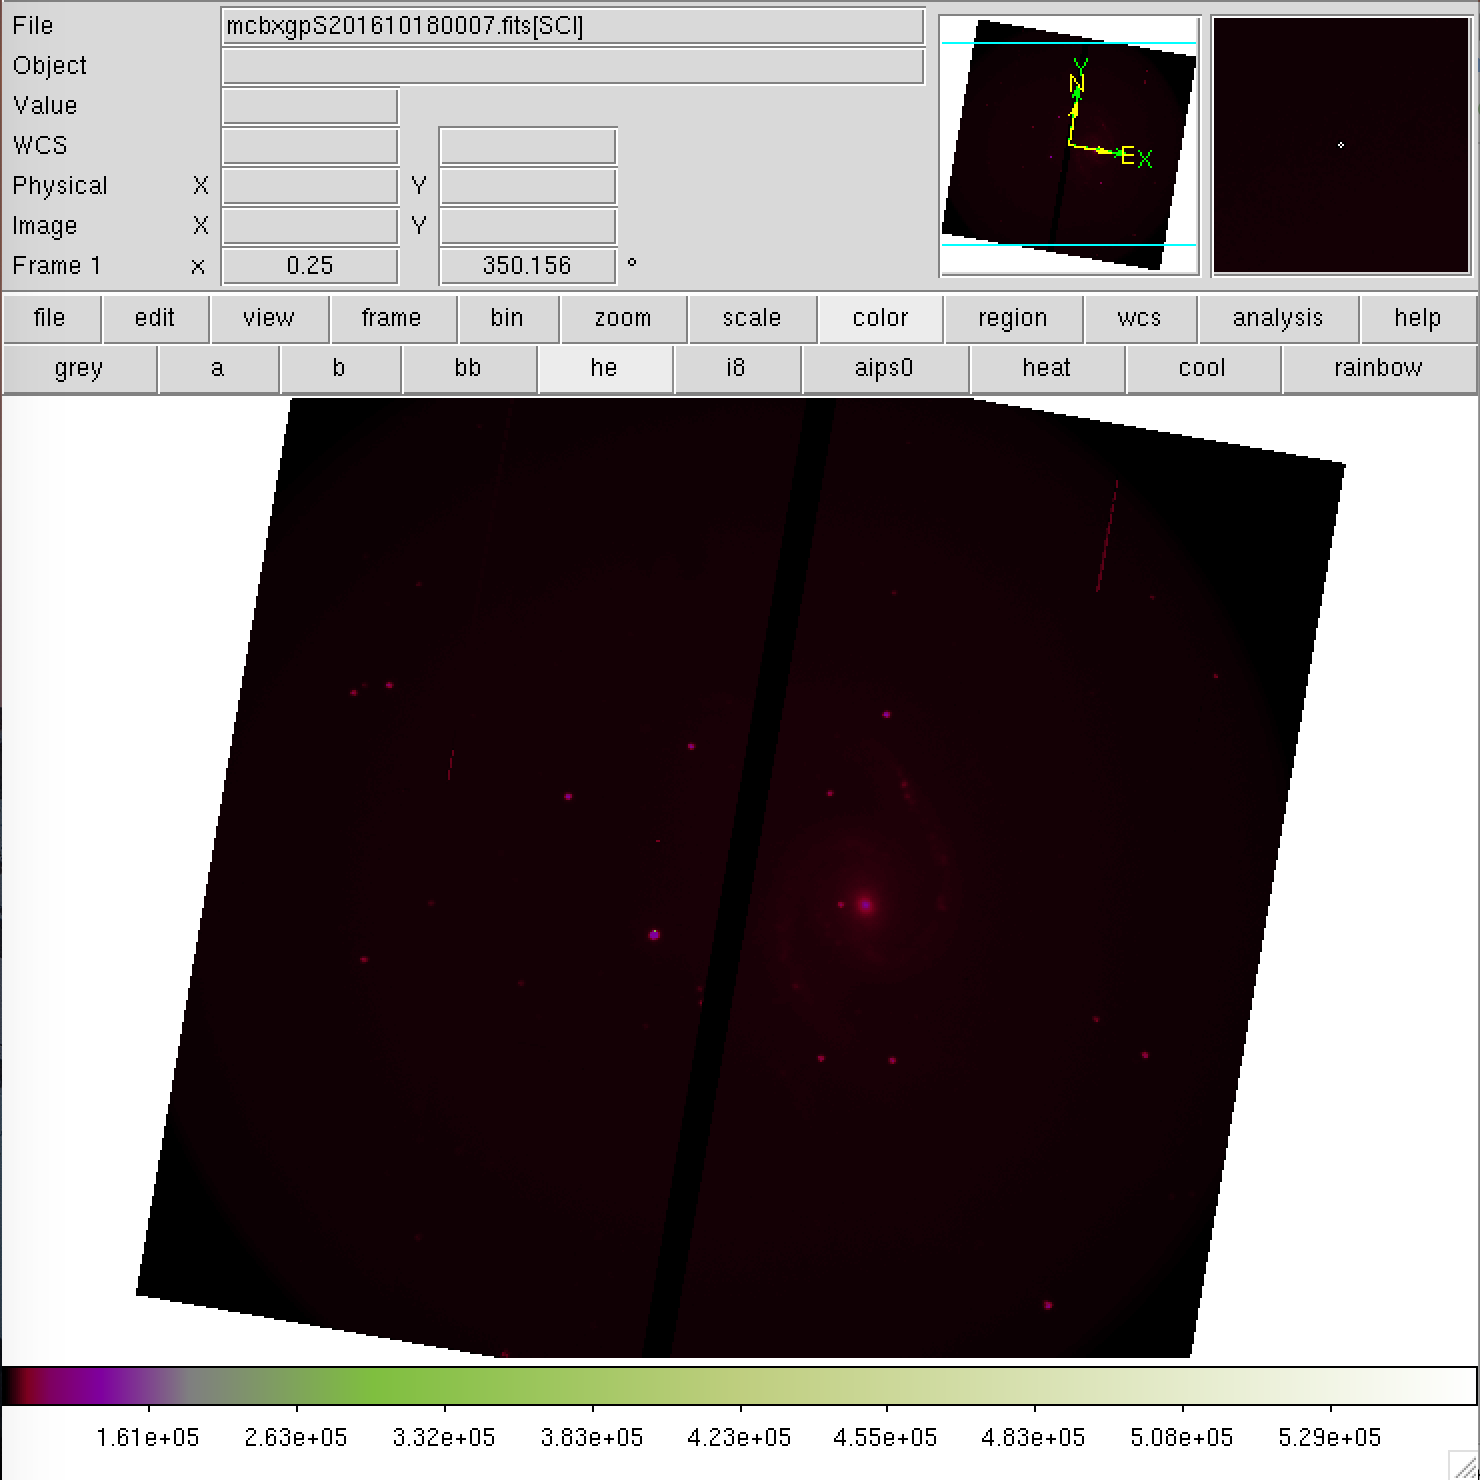 File mcbxgpS201610180007.fits[SCI]
Object
Value
WCS
Physical X Y
Image X Y
Frame 1 x 0.25 350.156 °
Y
N
E X
file edit view frame bin zoom scale color region wcs analysis help
grey a b bb he i8 aips0 heat cool rainbow
1.61e+05 2.63e+05 3.32e+05 3.83e+05 4.23e+05 4.55e+05 4.83e+05 5.08e+05 5.29e+05